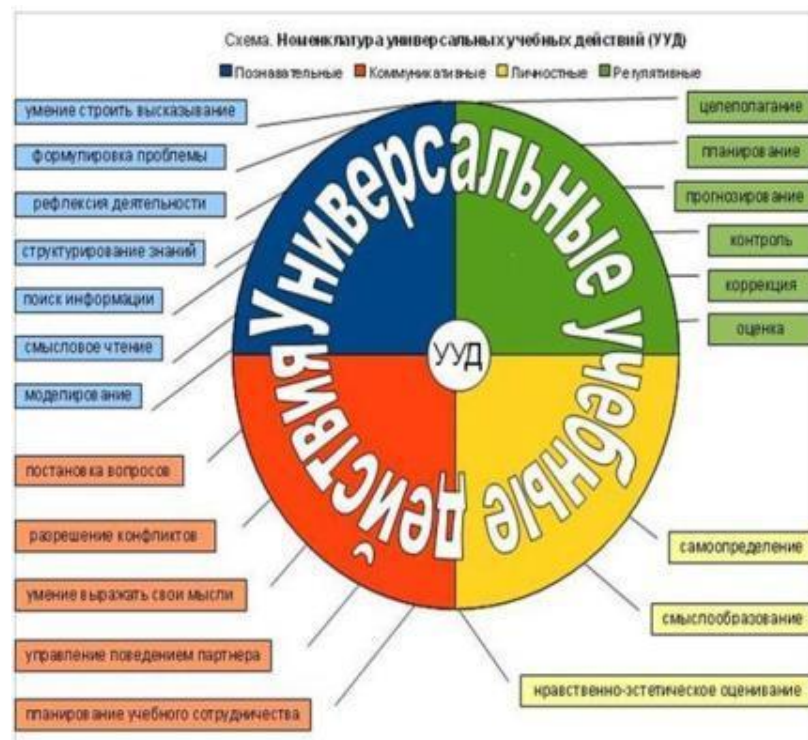 Схема. Номенклатура универсальных учебных действий (УУД)
Познавательные Коммуникативные Личностные Регулятивные
умение строить высказывание
формулировка проблемы
рефлексия деятельности
структурирование знаний
поиск информации
смысловое чтение
моделирование
постановка вопросов
разрешение конфликтов
умение выражать свои мысли
управление поведением партнера
планирование учебного сотрудничества
Универсальные учебные действия
УУД
целеполагание
планирование
прогнозирование
контроль
коррекция
оценка
самоопределение
смыслообразование
нравственно-эстетическое оценивание